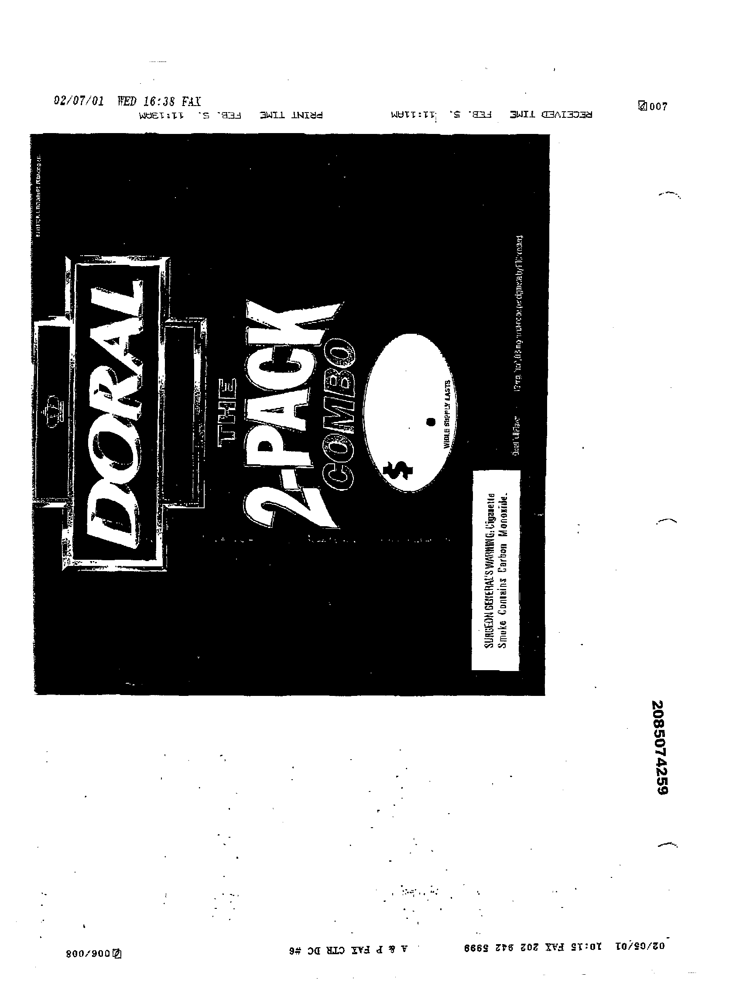 02/07/01 WED 16:38 FAX
007
RECEIVED TIME FEB. 5. 11:11AM PRINT TIME FEB. 5. 11:13AM
DORAL
THE
2-PACK
COMBO
$
WHILE SUPPLY LASTS
SURGEON GENERAL'S WARNING: Cigarette
Smoke Contains Carbon Monoxide.
2085074259
02/05/01 10:15 FAX 202 942 5999 A & P FAX CTR DC #6 006/008